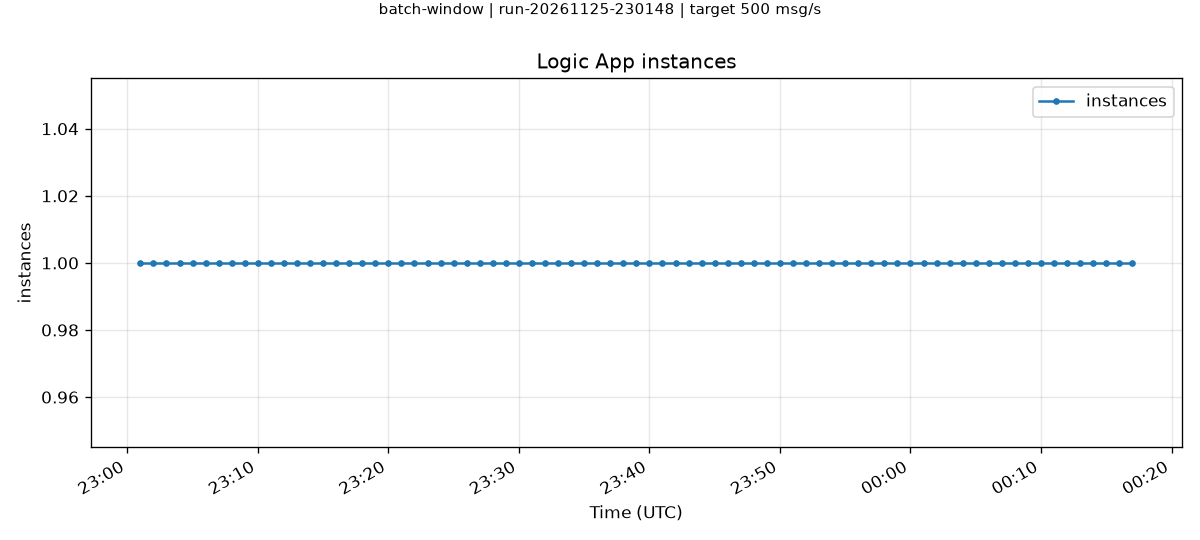 batch-window | run-20261125-230148 | target 500 msg/s
Logic App instances
instances
1.04
1.02
1.00
0.98
0.96
instances
23:00
23:10
23:20
23:30
23:40
23:50
00:00
00:10
00:20
Time (UTC)